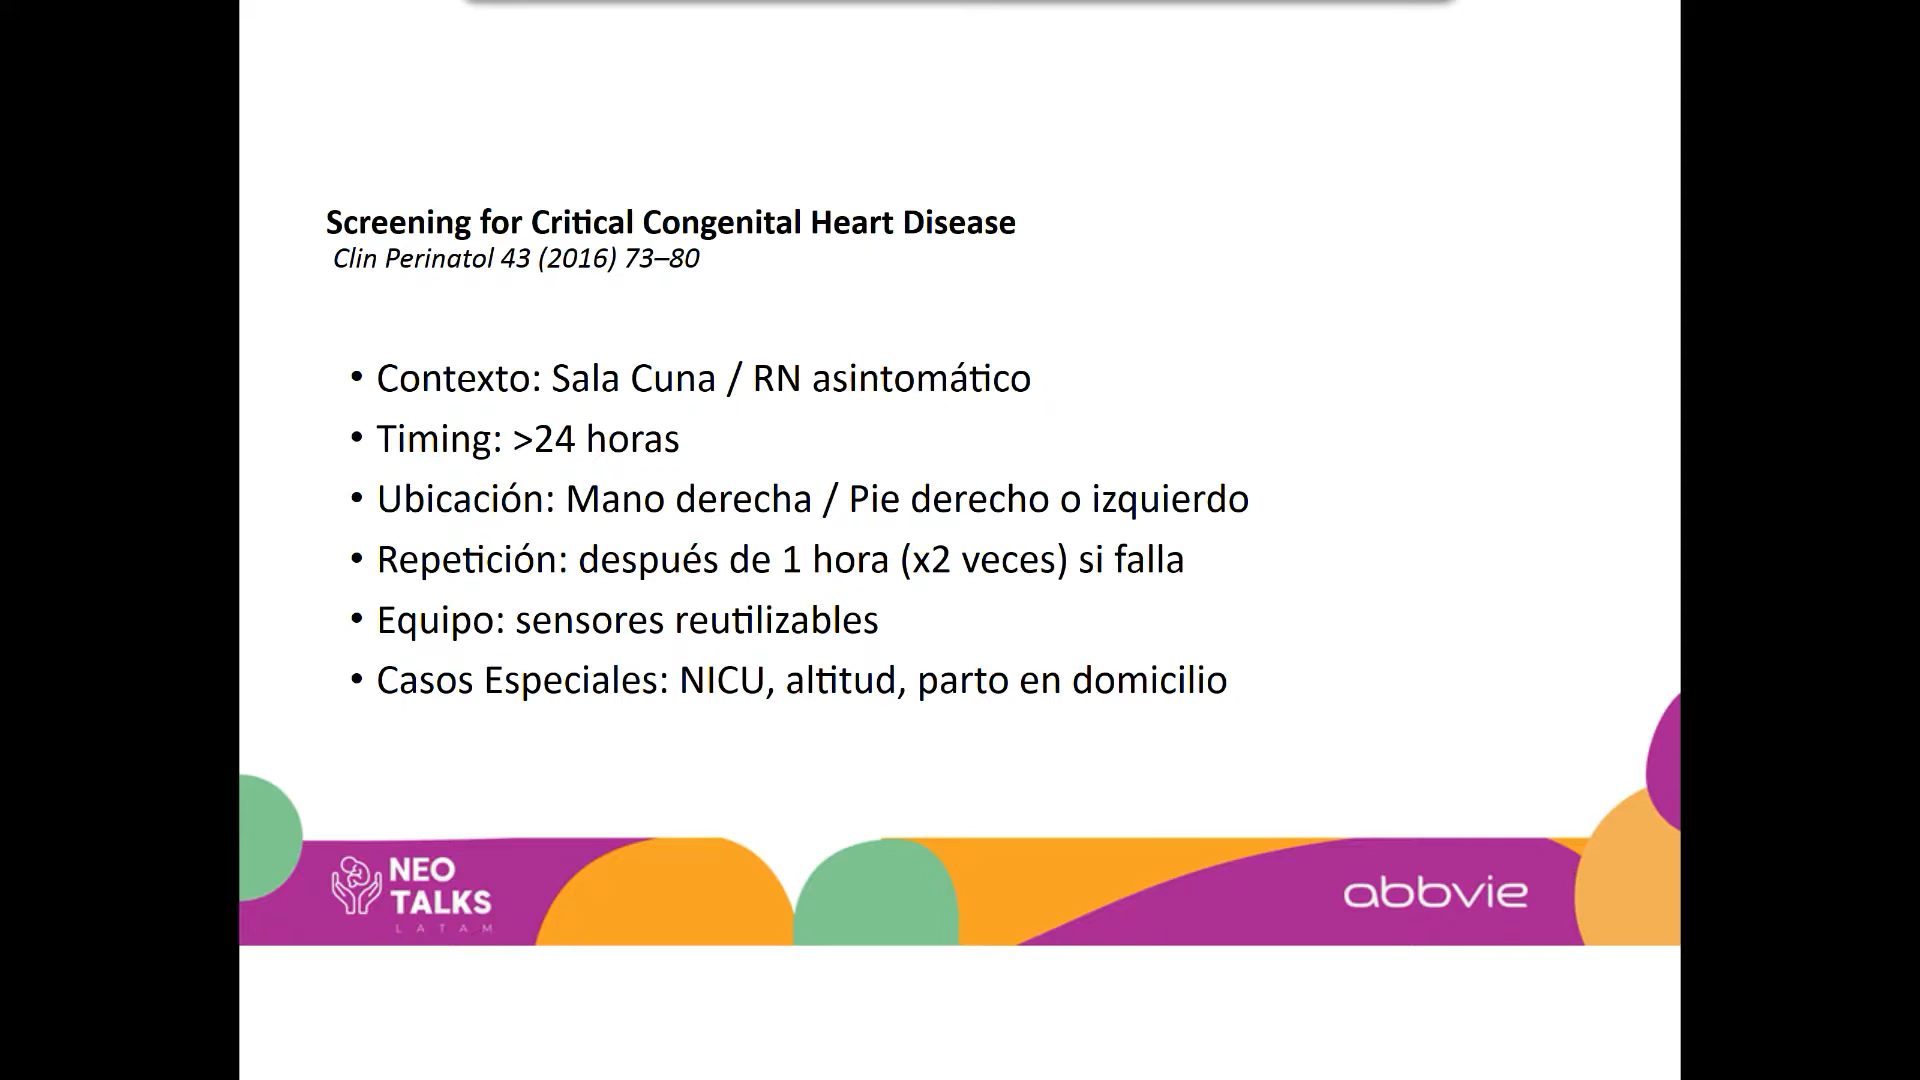 Screening for Critical Congenital Heart Disease
Clin Perinatol 43 (2016) 73–80
• Contexto: Sala Cuna / RN asintomático
• Timing: >24 horas
• Ubicación: Mano derecha / Pie derecho o izquierdo
• Repetición: después de 1 hora (x2 veces) si falla
• Equipo: sensores reutilizables
• Casos Especiales: NICU, altitud, parto en domicilio
NEO
TALKS
LATAM
abbvie